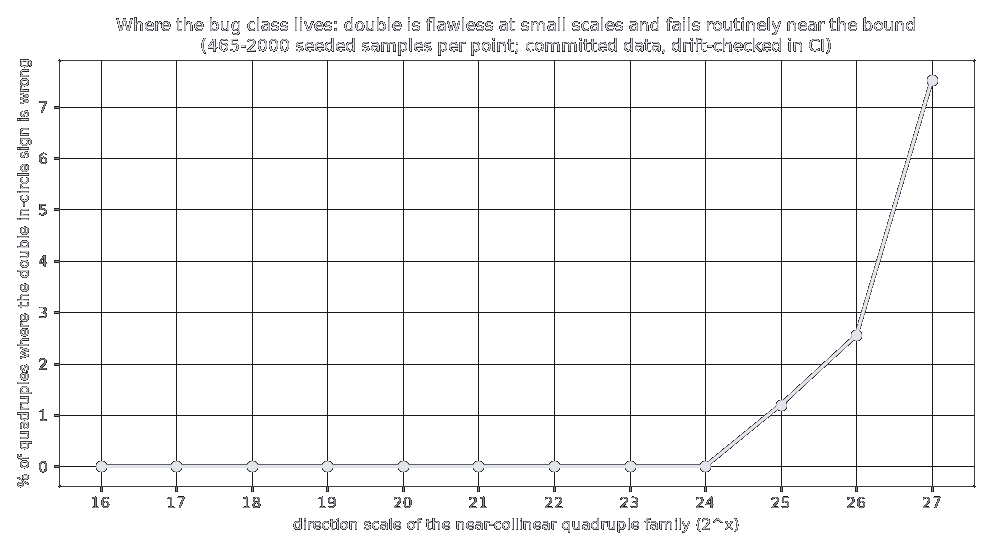 Where the bug class lives: double is flawless at small scales and fails routinely near the bound
(465-2000 seeded samples per point; committed data, drift-checked in CI)
% of quadruples where the double in-circle sign is wrong
7
6
5
4
3
2
1
0
16 17 18 19 20 21 22 23 24 25 26 27
direction scale of the near-collinear quadruple family (2^x)